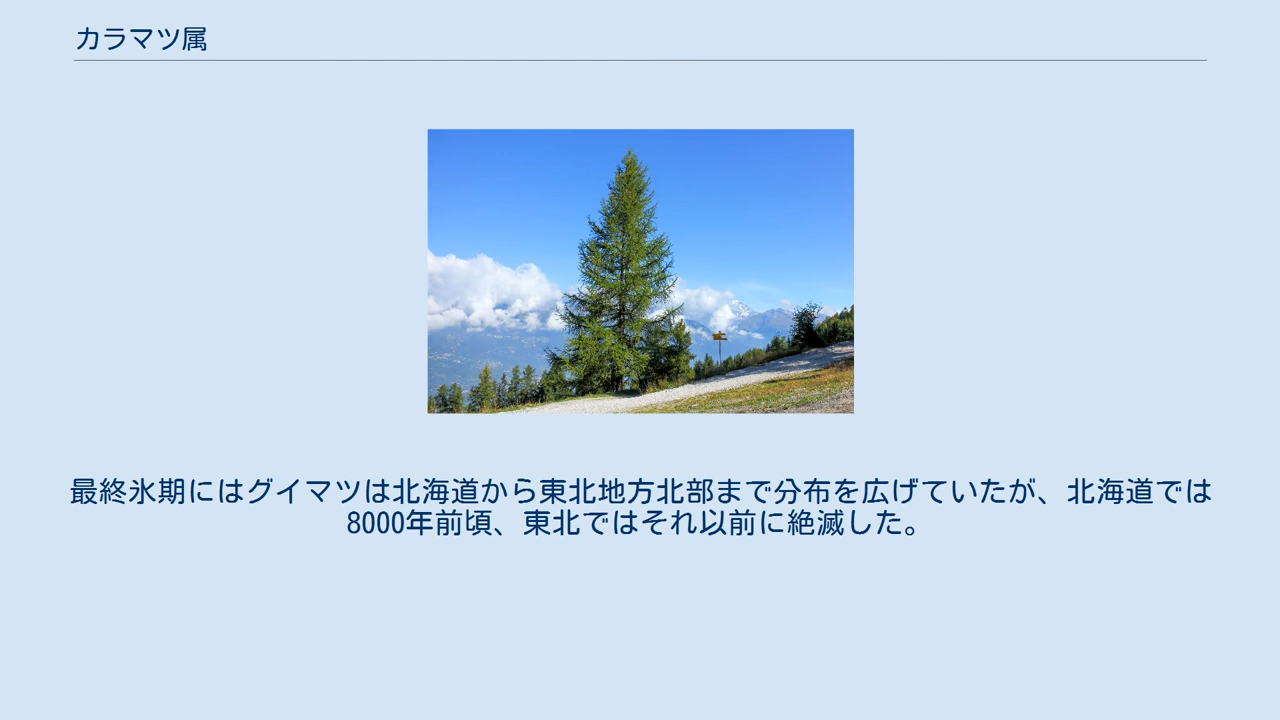 カラマツ属
最終氷期にはグイマツは北海道から東北地方北部まで分布を広げていたが、北海道では
8000年前頃、東北ではそれ以前に絶滅した。